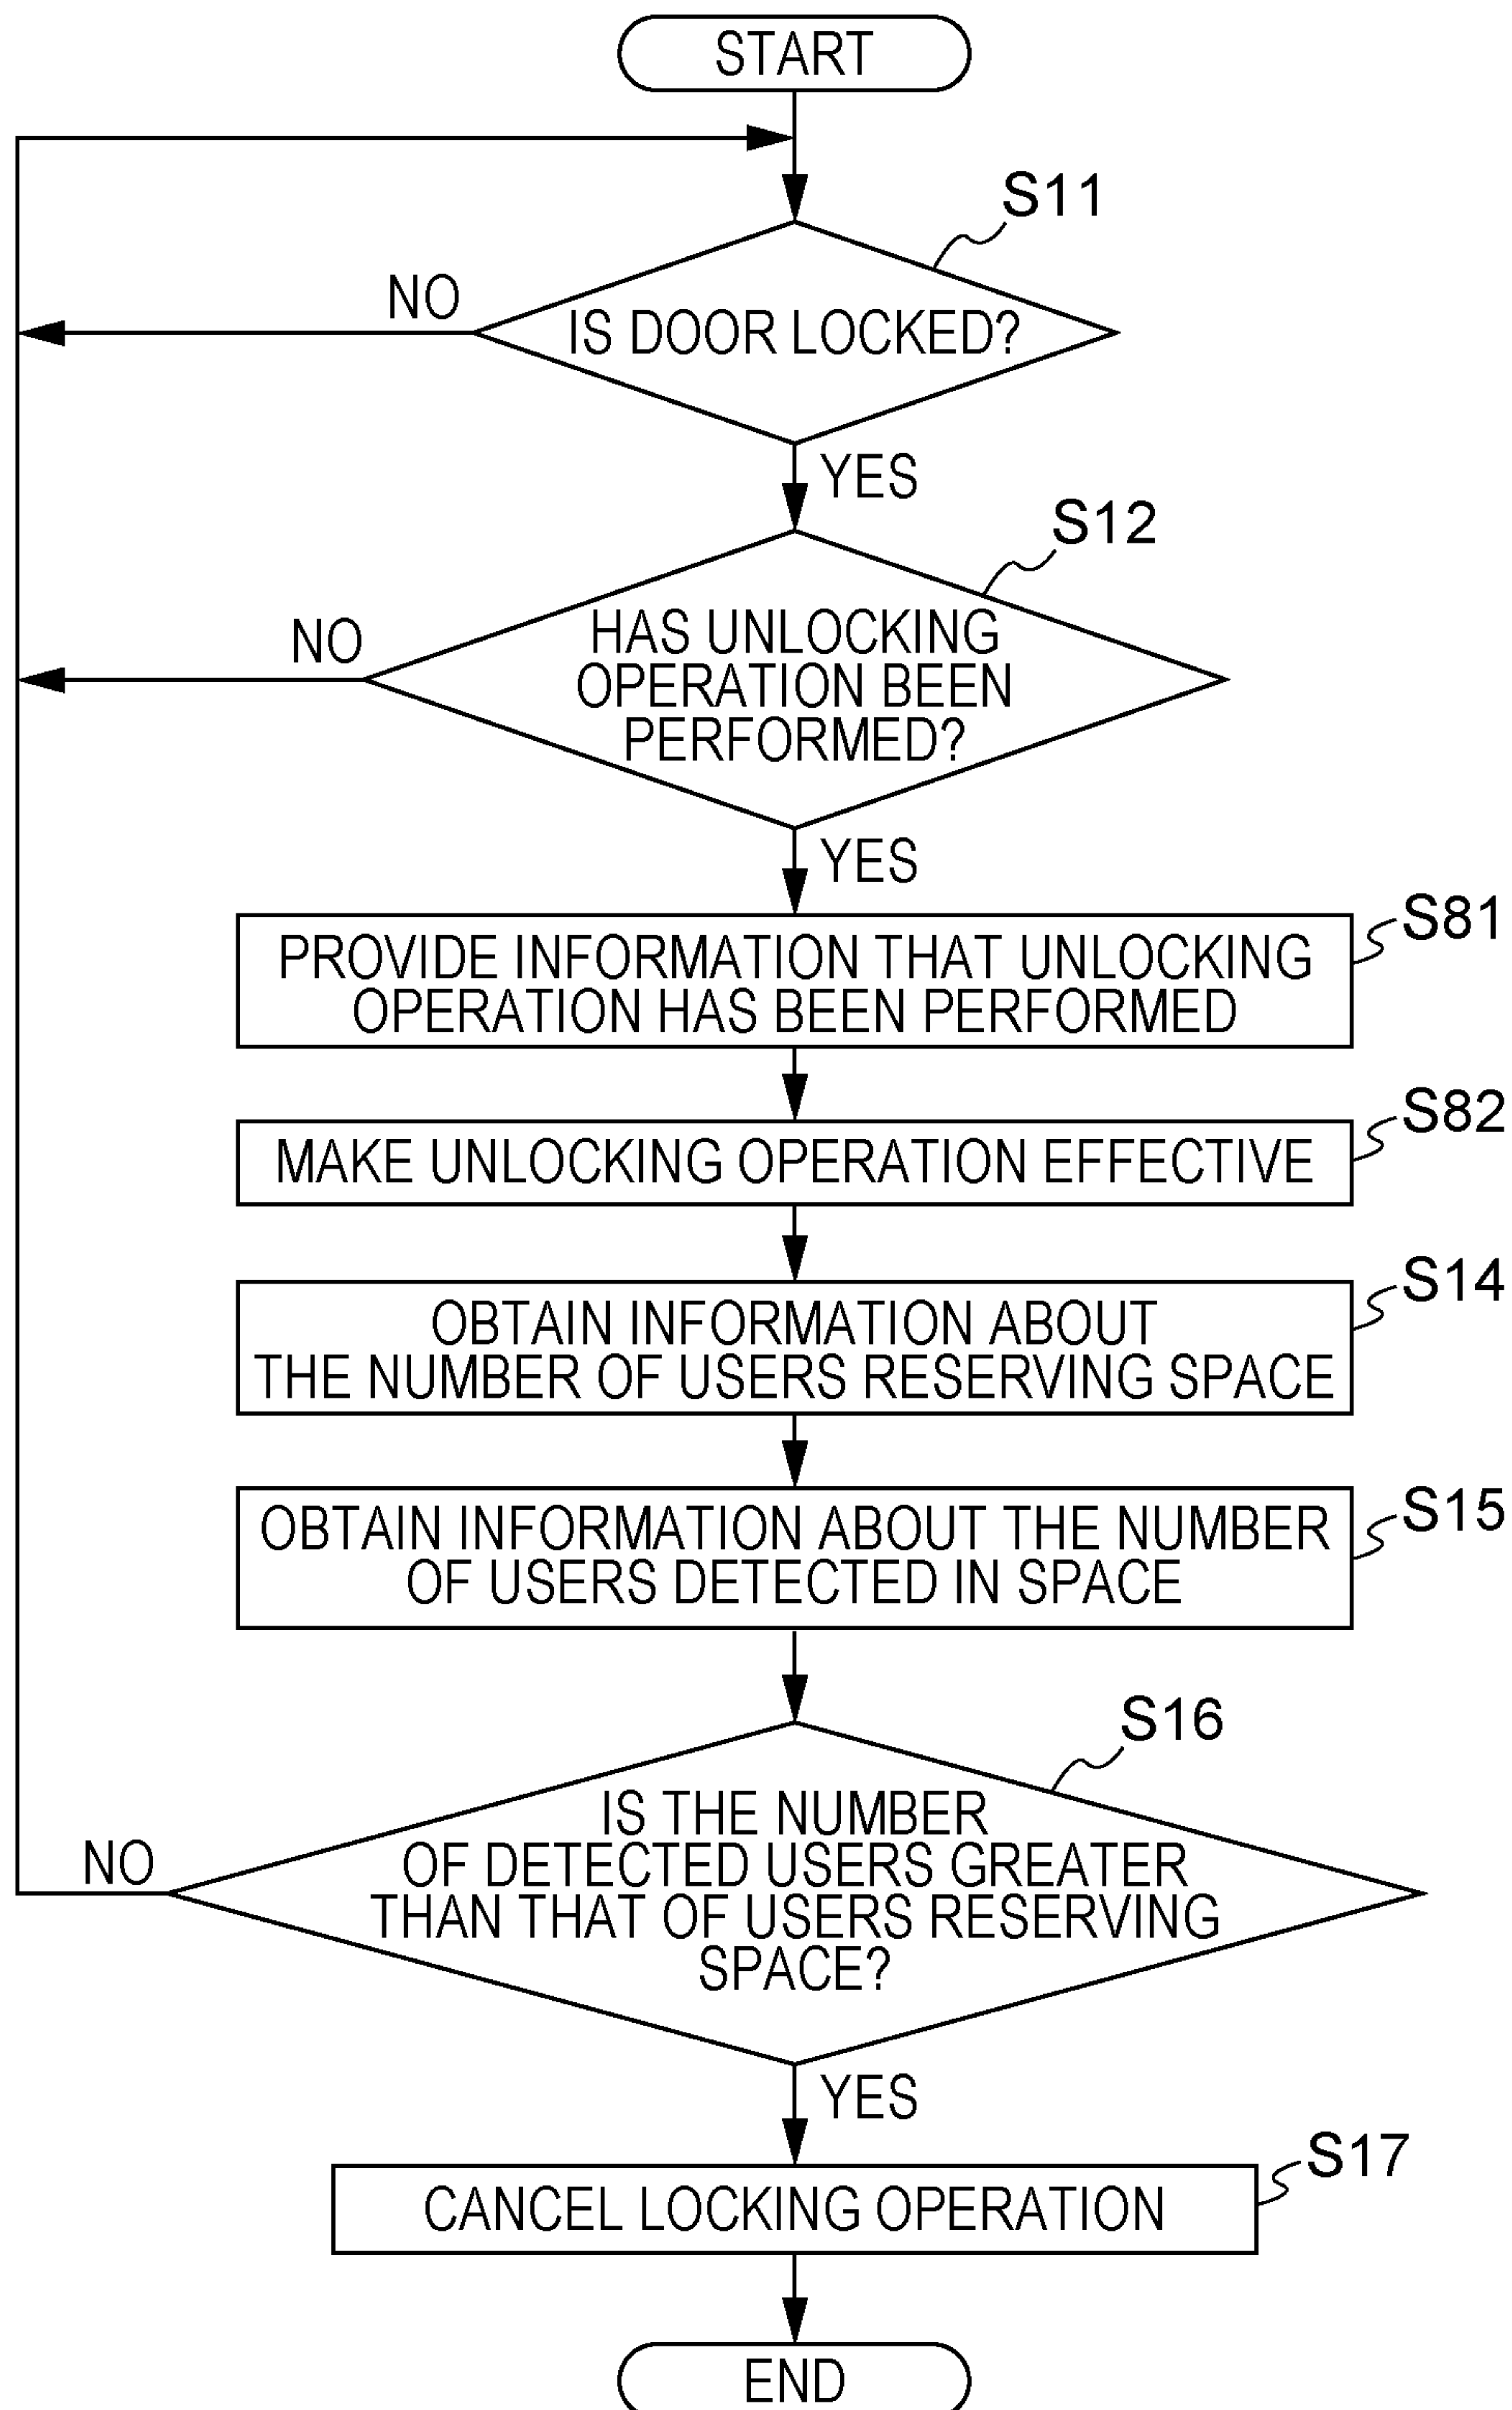 START
S11
NO
IS DOOR LOCKED?
YES
S12
NO
HAS UNLOCKING
OPERATION BEEN
PERFORMED?
YES
S81
PROVIDE INFORMATION THAT UNLOCKING
OPERATION HAS BEEN PERFORMED
S82
MAKE UNLOCKING OPERATION EFFECTIVE
S14
OBTAIN INFORMATION ABOUT
THE NUMBER OF USERS RESERVING SPACE
S15
OBTAIN INFORMATION ABOUT THE NUMBER
OF USERS DETECTED IN SPACE
S16
IS THE NUMBER
OF DETECTED USERS GREATER
THAN THAT OF USERS RESERVING
SPACE?
NO
YES
S17
CANCEL LOCKING OPERATION
END